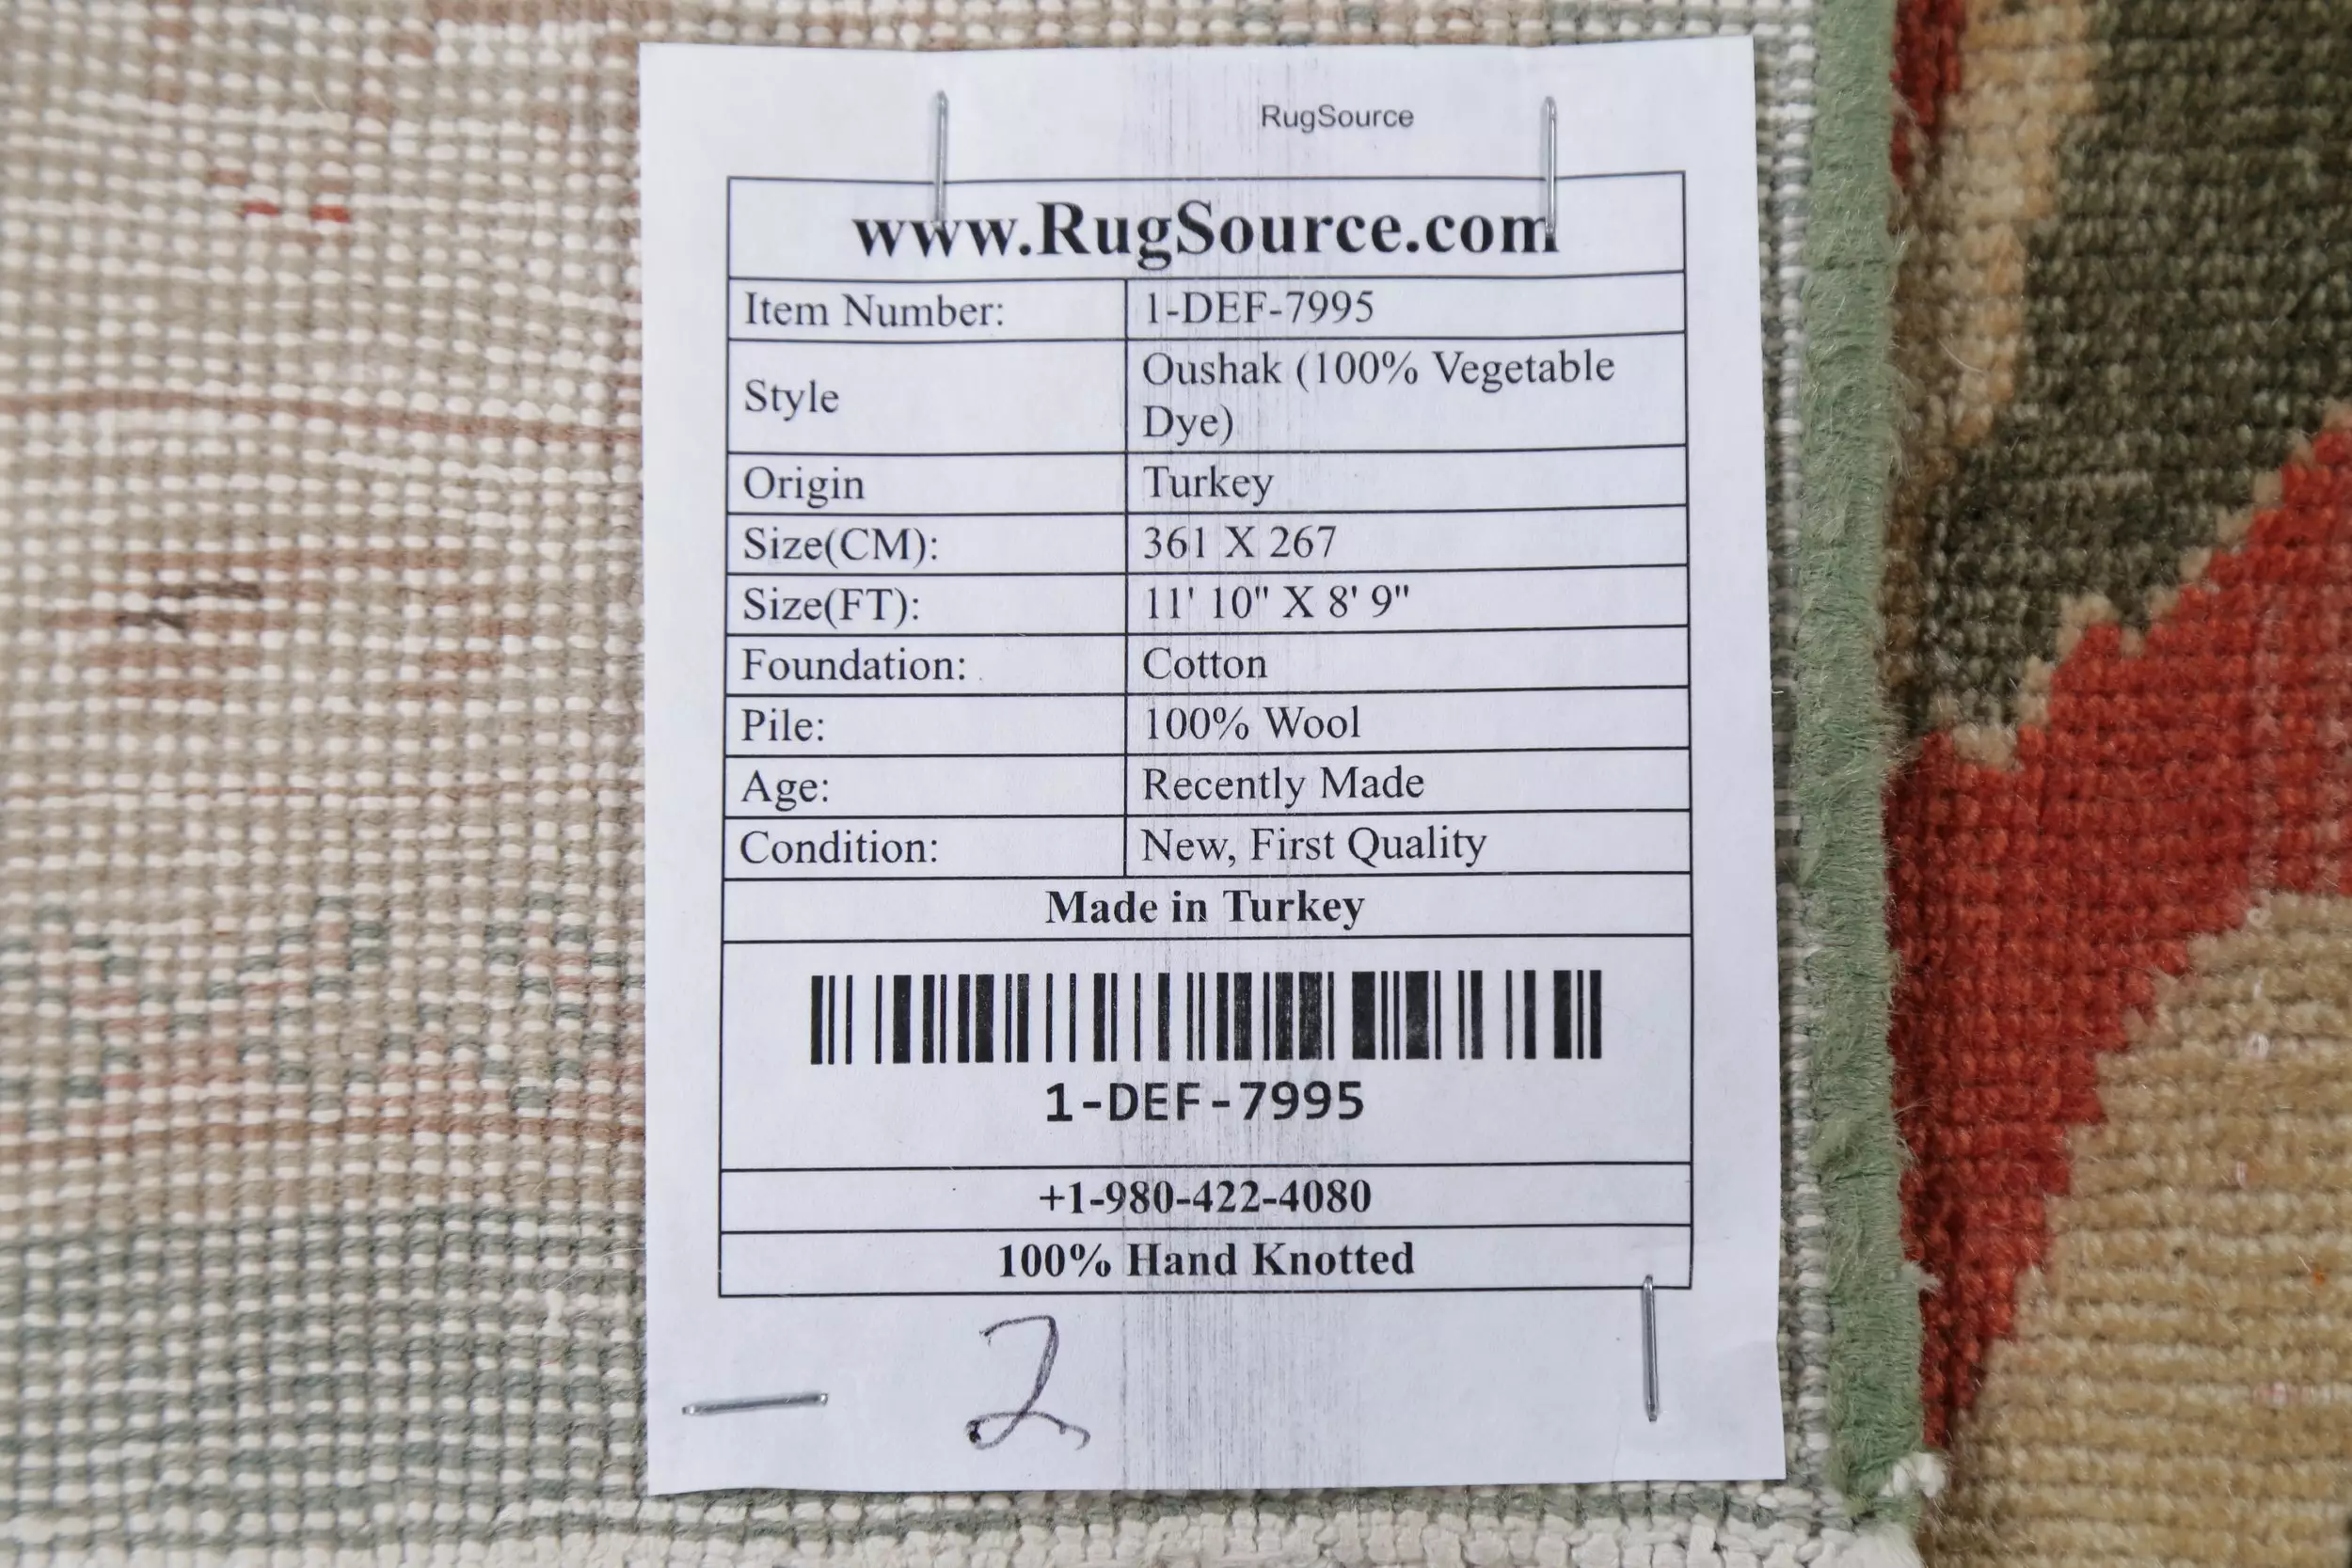 RugSource
www.RugSource.com
Item Number: 1-DEF-7995
Style Oushak (100% Vegetable
Dye)
Origin Turkey
Size(CM): 361 X 267
Size(FT): 11' 10" X 8' 9"
Foundation: Cotton
Pile: 100% Wool
Age: Recently Made
Condition: New, First Quality
Made in Turkey
1-DEF-7995
+1-980-422-4080
100% Hand Knotted
2